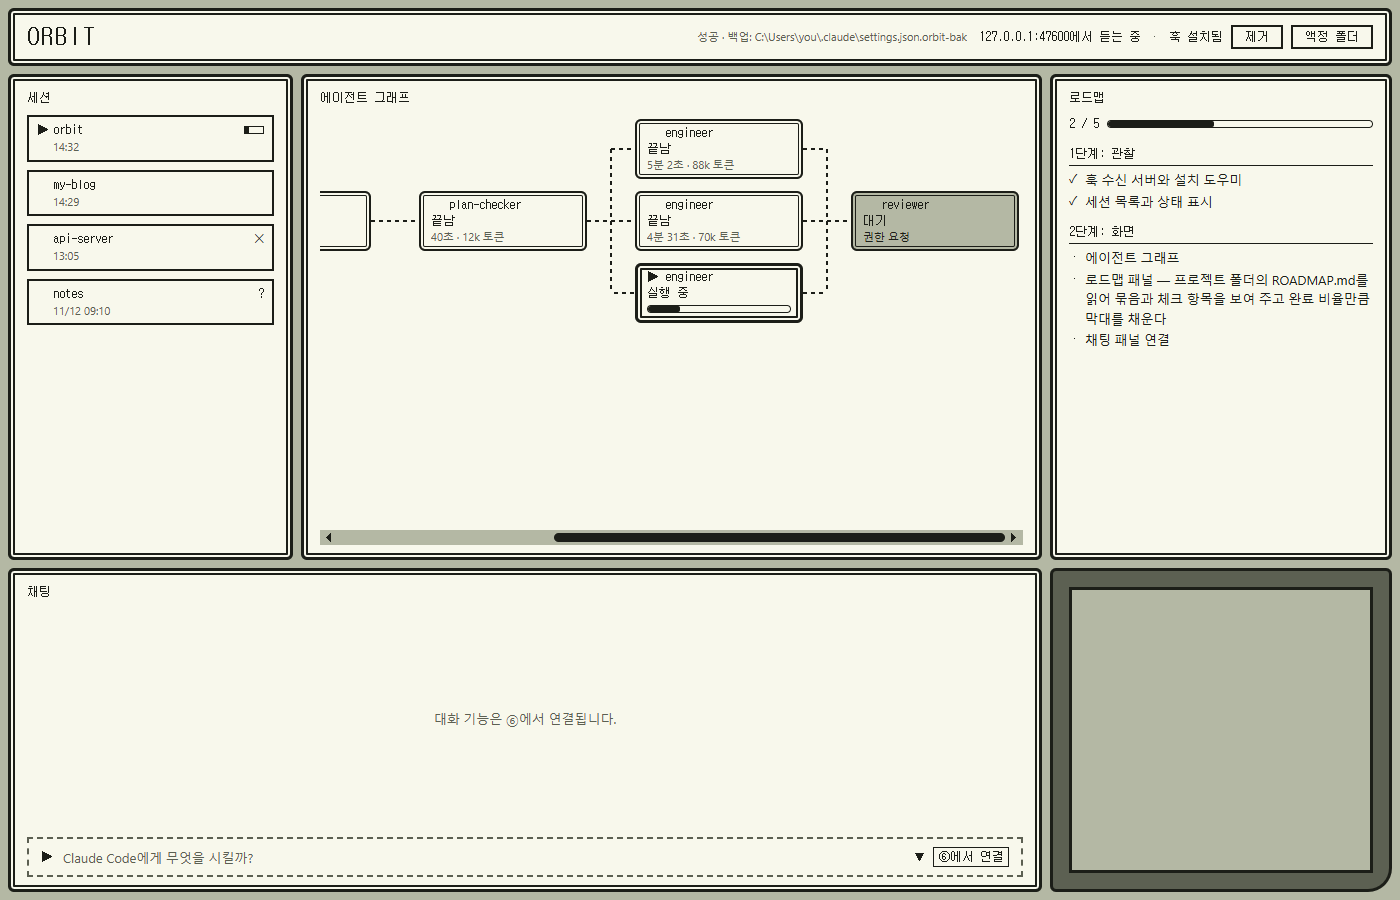 ORBIT
성공 · 백업: C:\Users\you\.claude\settings.json.orbit-bak
127.0.0.1:47600에서 듣는 중 · 훅 설치됨
제거
액정 폴더
세션
▶ orbit
14:32
my-blog
14:29
api-server ×
13:05
notes ?
11/12 09:10
에이전트 그래프
plan-checker
끝남
40초 · 12k 토큰
engineer
끝남
5분 2초 · 88k 토큰
engineer
끝남
4분 31초 · 70k 토큰
▶ engineer
실행 중
reviewer
대기
권한 요청
로드맵
2 / 5
1단계: 관찰
✓ 훅 수신 서버와 설치 도우미
✓ 세션 목록과 상태 표시
2단계: 화면
· 에이전트 그래프
· 로드맵 패널 — 프로젝트 폴더의 ROADMAP.md를
읽어 묶음과 체크 항목을 보여 주고 완료 비율만큼
막대를 채운다
· 채팅 패널 연결
채팅
대화 기능은 ⑥에서 연결됩니다.
▶ Claude Code에게 무엇을 시킬까?
▼ ⑥에서 연결